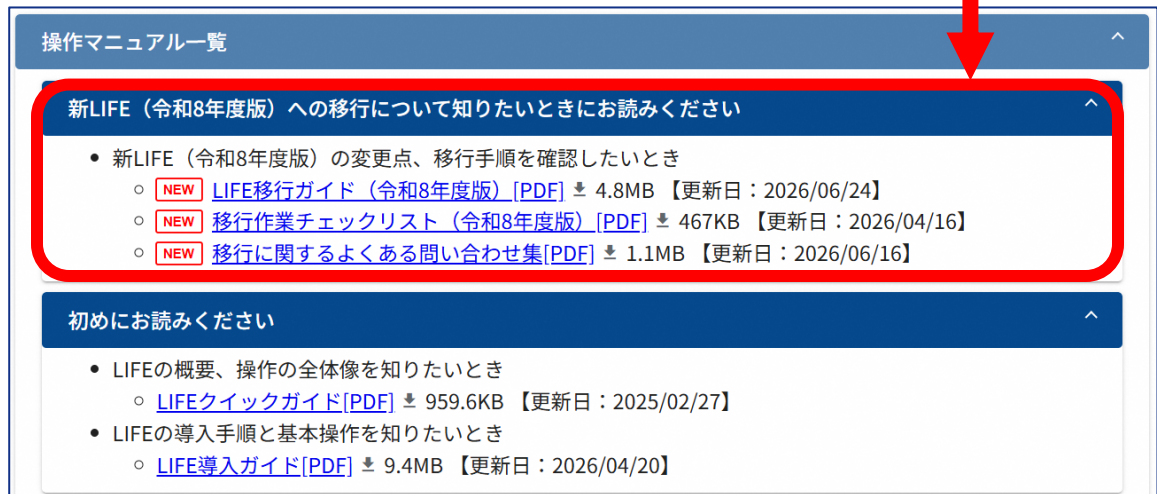 操作マニュアル一覧
新LIFE（令和8年度版）への移行について知りたいときにお読みください
新LIFE（令和8年度版）の変更点、移行手順を確認したいとき
NEW LIFE移行ガイド（令和8年度版）[PDF] 4.8MB 【更新日：2026/06/24】
NEW 移行作業チェックリスト（令和8年度版）[PDF] 467KB 【更新日：2026/04/16】
NEW 移行に関するよくある問い合わせ集[PDF] 1.1MB 【更新日：2026/06/16】
初めにお読みください
LIFEの概要、操作の全体像を知りたいとき
LIFEクイックガイド[PDF] 959.6KB 【更新日：2025/02/27】
LIFEの導入手順と基本操作を知りたいとき
LIFE導入ガイド[PDF] 9.4MB 【更新日：2026/04/20】